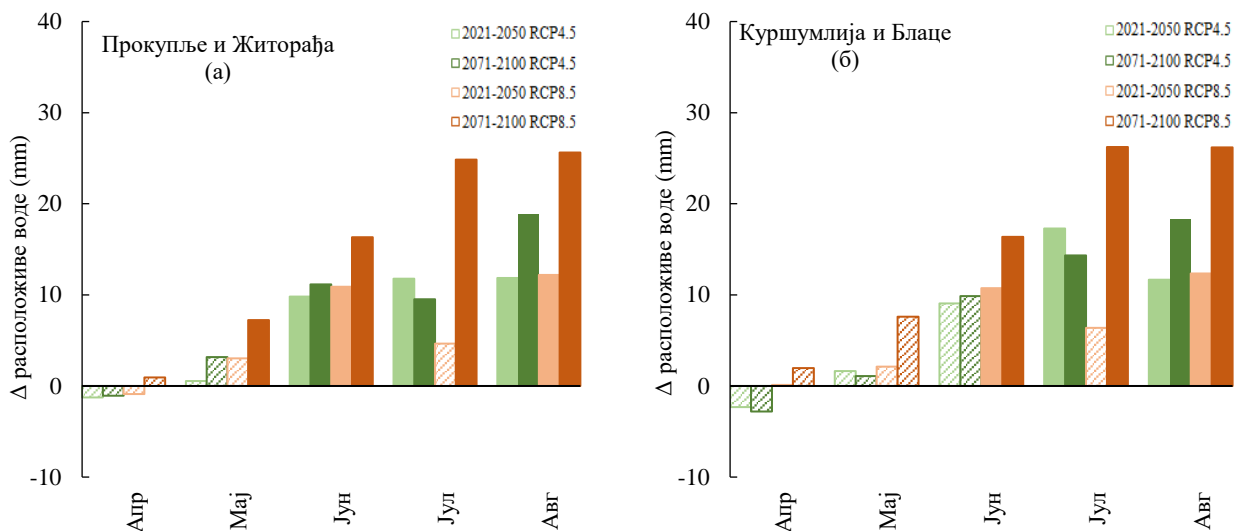 Прокупље и Житорађа
(а)
2021-2050 RCP4.5
2071-2100 RCP4.5
2021-2050 RCP8.5
2071-2100 RCP8.5
Δ расположиве воде (mm)
40
30
20
10
0
-10
Апр
Мај
Јун
Јул
Авг
Куршумлија и Блаце
(б)
2021-2050 RCP4.5
2071-2100 RCP4.5
2021-2050 RCP8.5
2071-2100 RCP8.5
Δ расположиве воде (mm)
40
30
20
10
0
-10
Апр
Мај
Јун
Јул
Авг